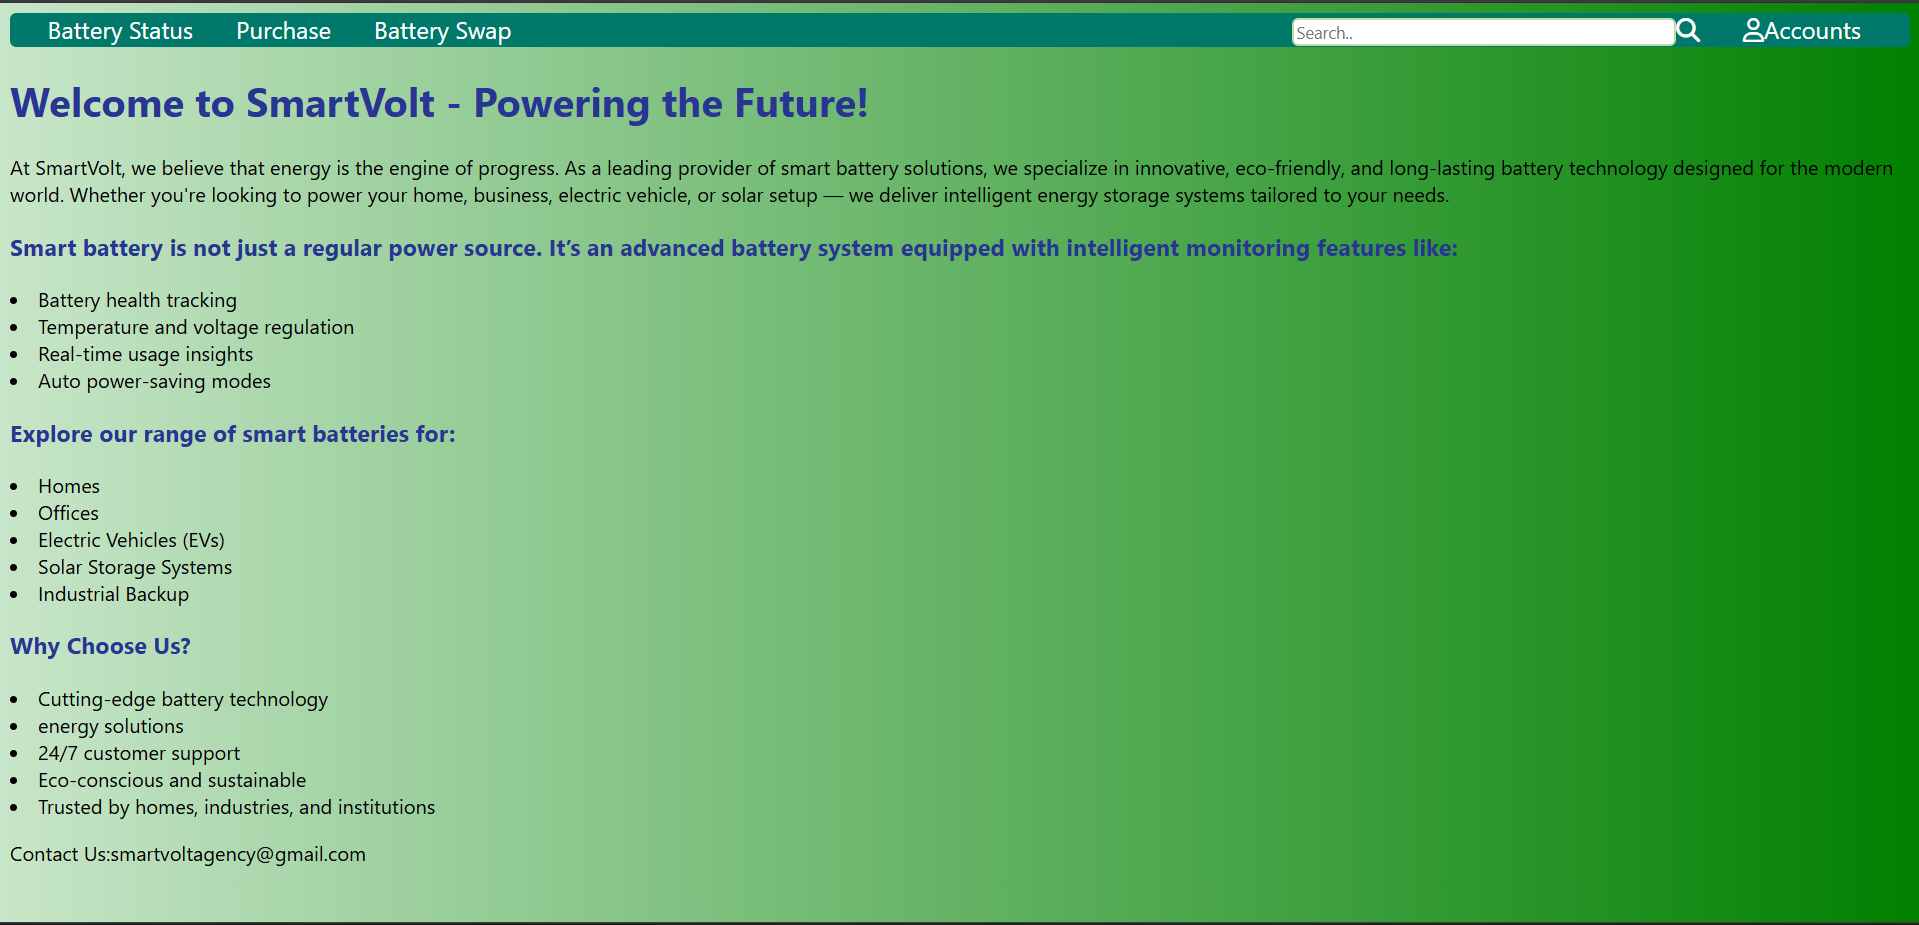 Battery Status Purchase Battery Swap Search.. Accounts
Welcome to SmartVolt - Powering the Future!
At SmartVolt, we believe that energy is the engine of progress. As a leading provider of smart battery solutions, we specialize in innovative, eco-friendly, and long-lasting battery technology designed for the modern
world. Whether you're looking to power your home, business, electric vehicle, or solar setup — we deliver intelligent energy storage systems tailored to your needs.
Smart battery is not just a regular power source. It’s an advanced battery system equipped with intelligent monitoring features like:
• Battery health tracking
• Temperature and voltage regulation
• Real-time usage insights
• Auto power-saving modes
Explore our range of smart batteries for:
• Homes
• Offices
• Electric Vehicles (EVs)
• Solar Storage Systems
• Industrial Backup
Why Choose Us?
• Cutting-edge battery technology
• energy solutions
• 24/7 customer support
• Eco-conscious and sustainable
• Trusted by homes, industries, and institutions
Contact Us:smartvoltagency@gmail.com